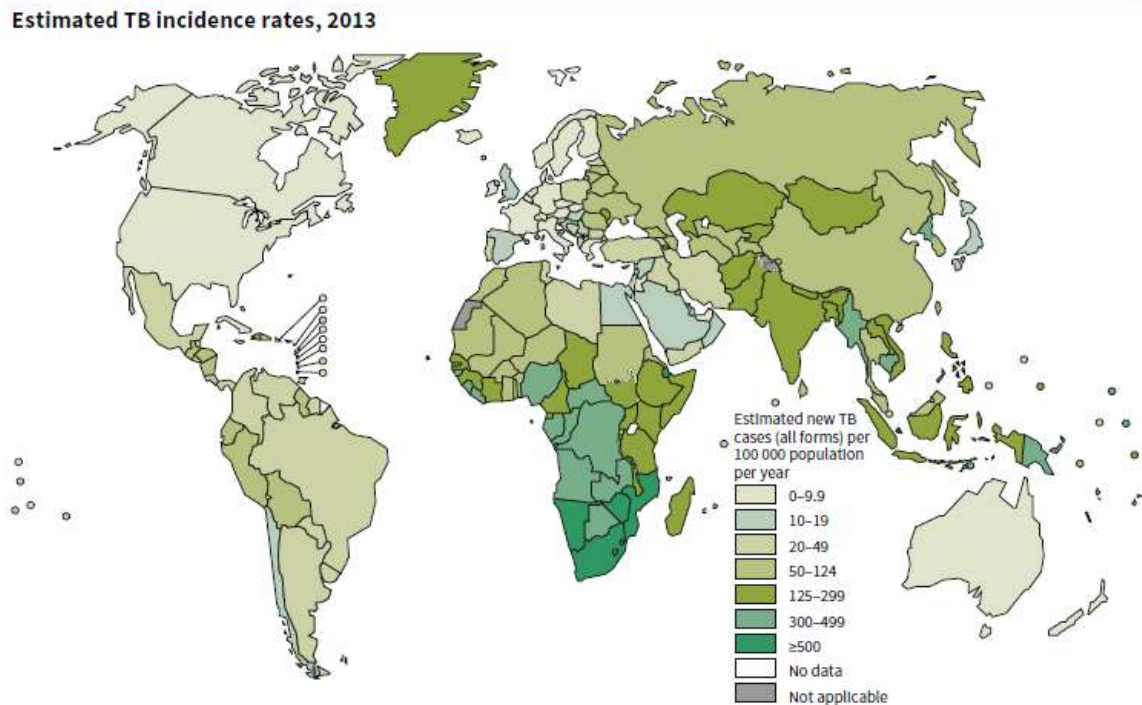 Estimated TB incidence rates, 2013
Estimated new TB
cases (all forms) per
100 000 population
per year
0–9.9
10–19
20–49
50–124
125–299
300–499
≥500
No data
Not applicable